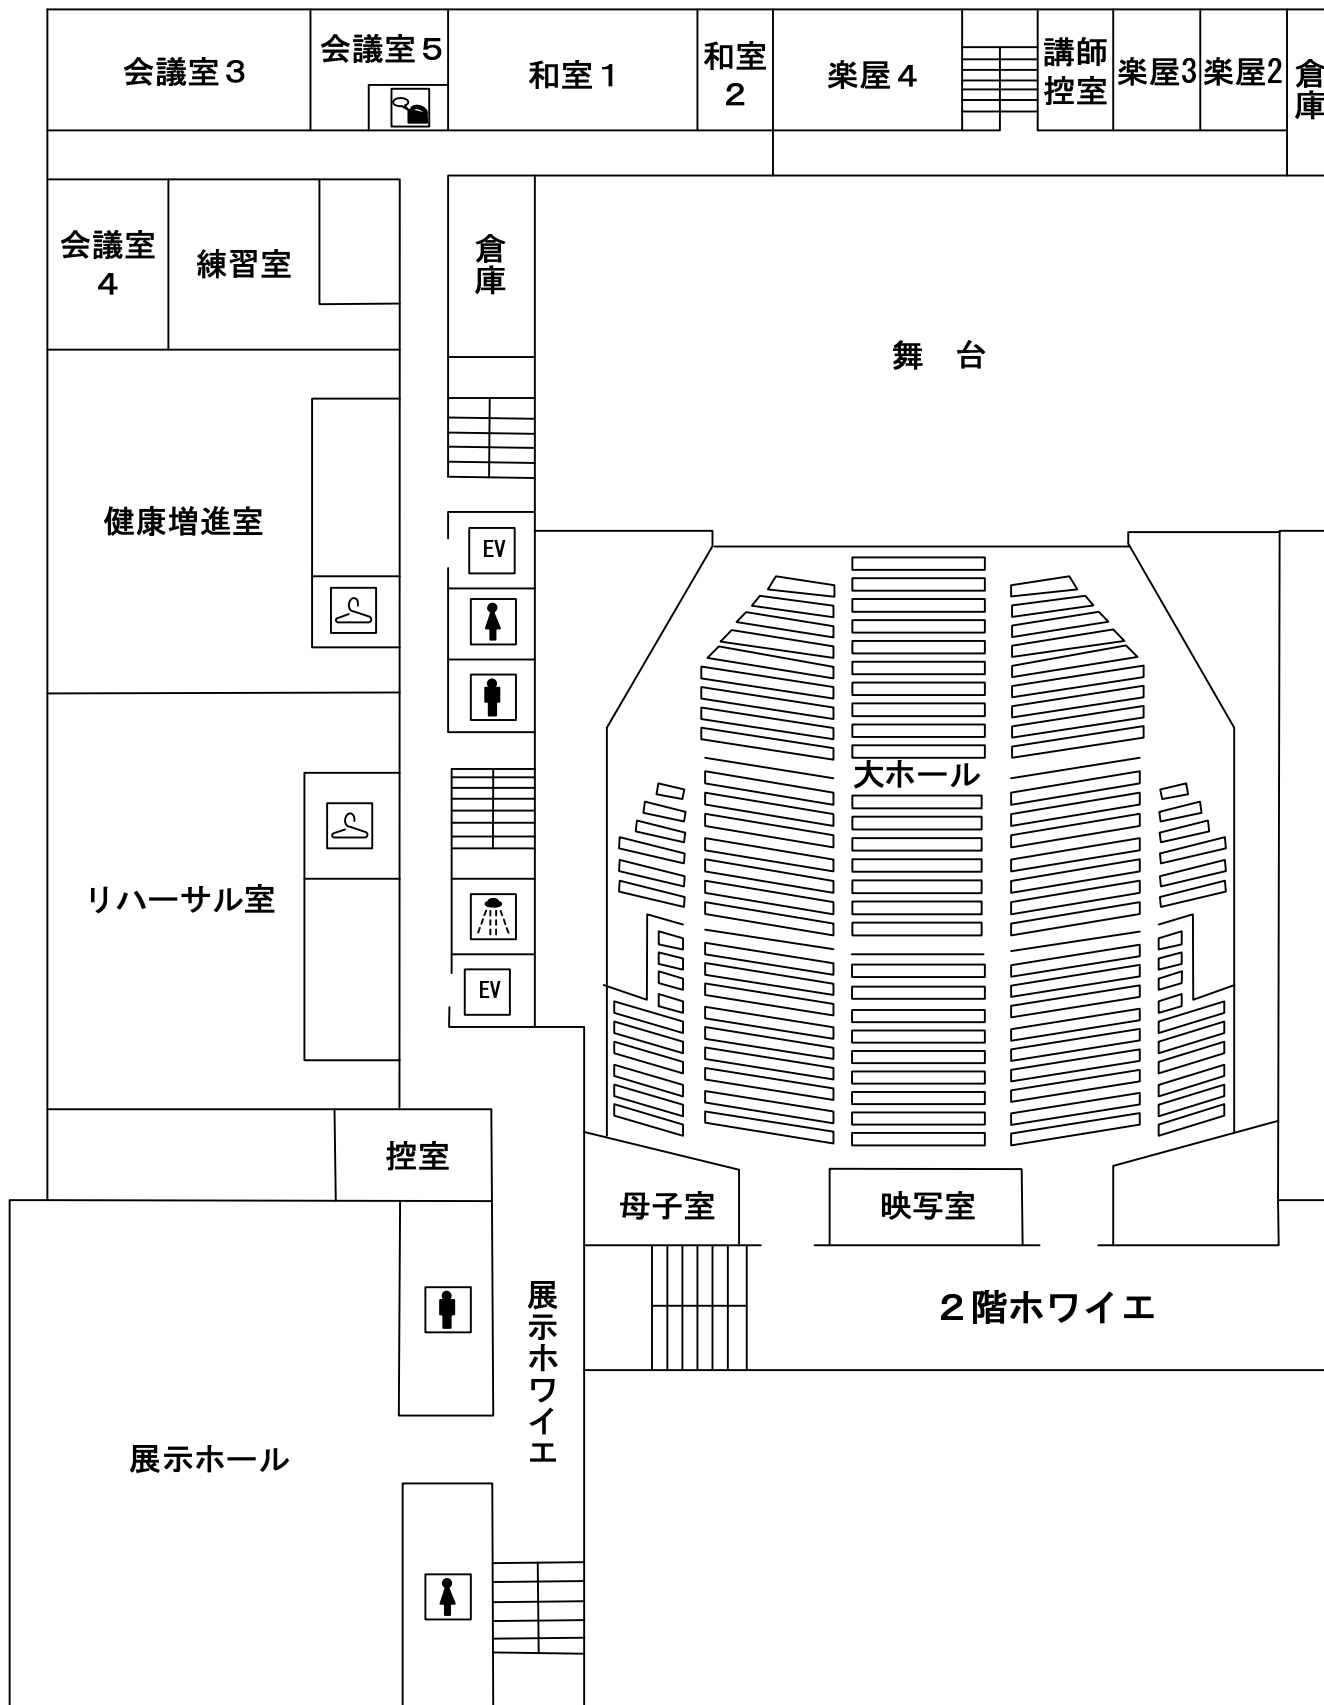 会議室３
会議室５
和室１
和室
２
楽屋４
講師
控室
楽屋3
楽屋2
倉庫
会議室
４
練習室
倉庫
舞　台
健康増進室
EV
大ホール
リハーサル室
EV
控室
母子室
映写室
展示ホワイエ
２階ホワイエ
展示ホール